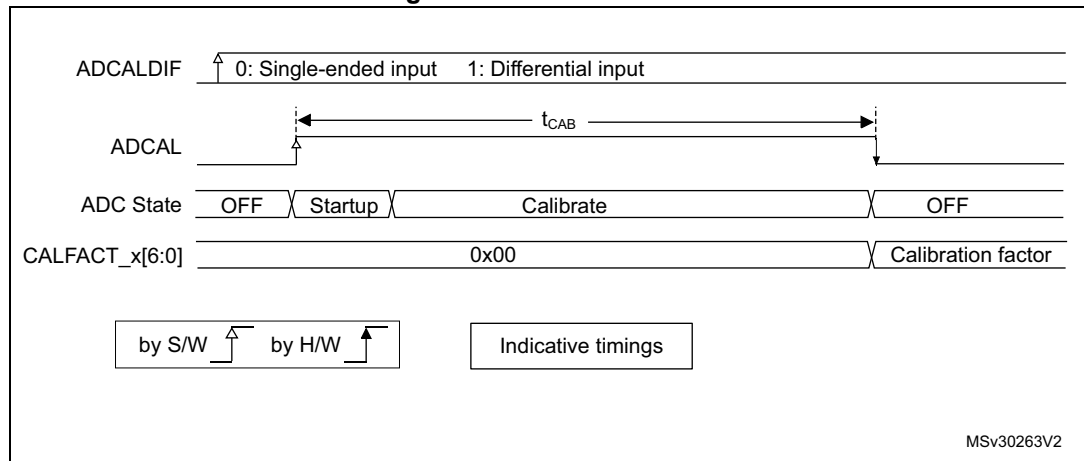 ADCALDIF 0: Single-ended input 1: Differential input
tCAB
ADCAL
ADC State OFF Startup Calibrate OFF
CALFACT_x[6:0] 0x00 Calibration factor
by S/W by H/W Indicative timings
MSv30263V2